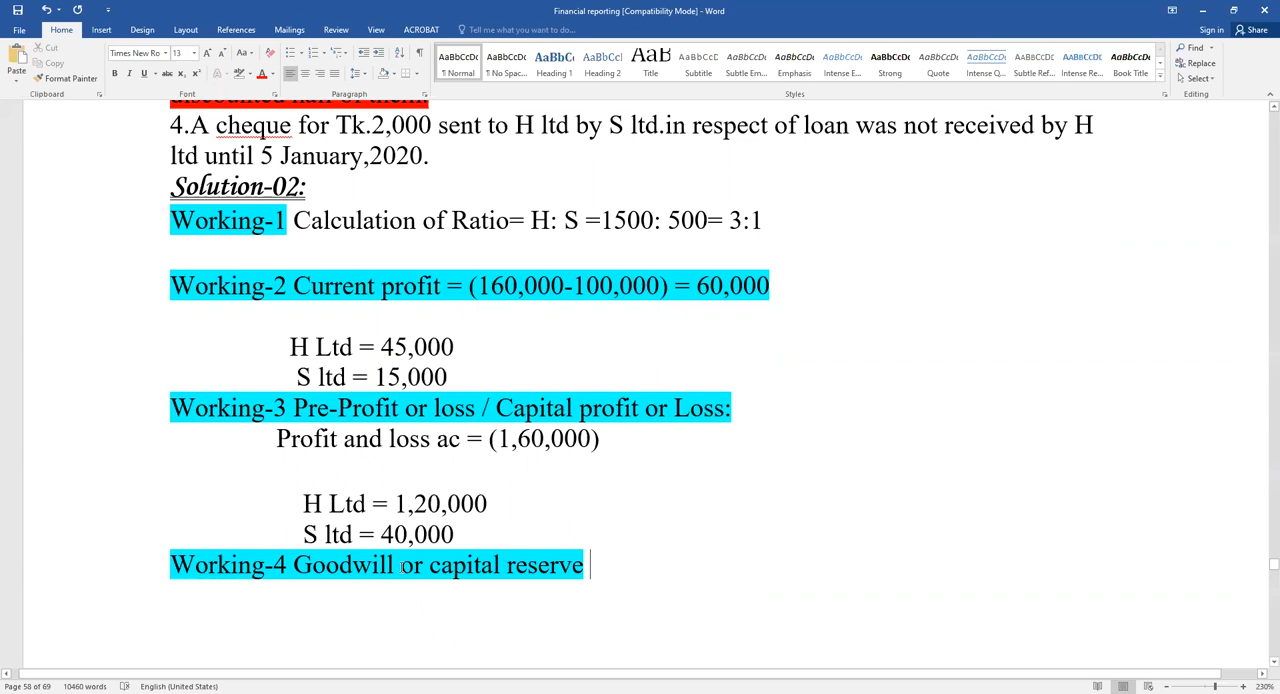 Financial reporting [Compatibility Mode] - Word
Sign in
Share
File
Home
Insert
Design
Layout
References
Mailings
Review
View
ACROBAT
Tell me what you want to do...
Paste
Cut
Copy
Format Painter
Clipboard
Times New Ro
13
Font
Paragraph
AaBbCcDc
¶ Normal
AaBbCcDc
¶ No Spac...
AaBbC
Heading 1
AaBbCc
Heading 2
AaB
Title
AaBbCcD
Subtitle
AaBbCcDc
Subtle Em...
AaBbCcDc
Emphasis
AaBbCcDc
Intense E...
AaBbCcDc
Strong
AaBbCcDc
Quote
AaBbCcDc
Intense Q...
AaBbCcDc
Subtle Ref...
AaBbCcDc
Intense Re...
AaBbCcDc
Book Title
Styles
Find
Replace
Select
Editing
discounted half of them.
4.A cheque for Tk.2,000 sent to H ltd by S ltd.in respect of loan was not received by H
ltd until 5 January,2020.
Solution-02:
Working-1 Calculation of Ratio= H: S =1500: 500= 3:1
Working-2 Current profit = (160,000-100,000) = 60,000
H Ltd = 45,000
S ltd = 15,000
Working-3 Pre-Profit or loss / Capital profit or Loss:
Profit and loss ac = (1,60,000)
H Ltd = 1,20,000
S ltd = 40,000
Working-4 Goodwill or capital reserve
Page 58 of 69
10460 words
English (United States)
230%